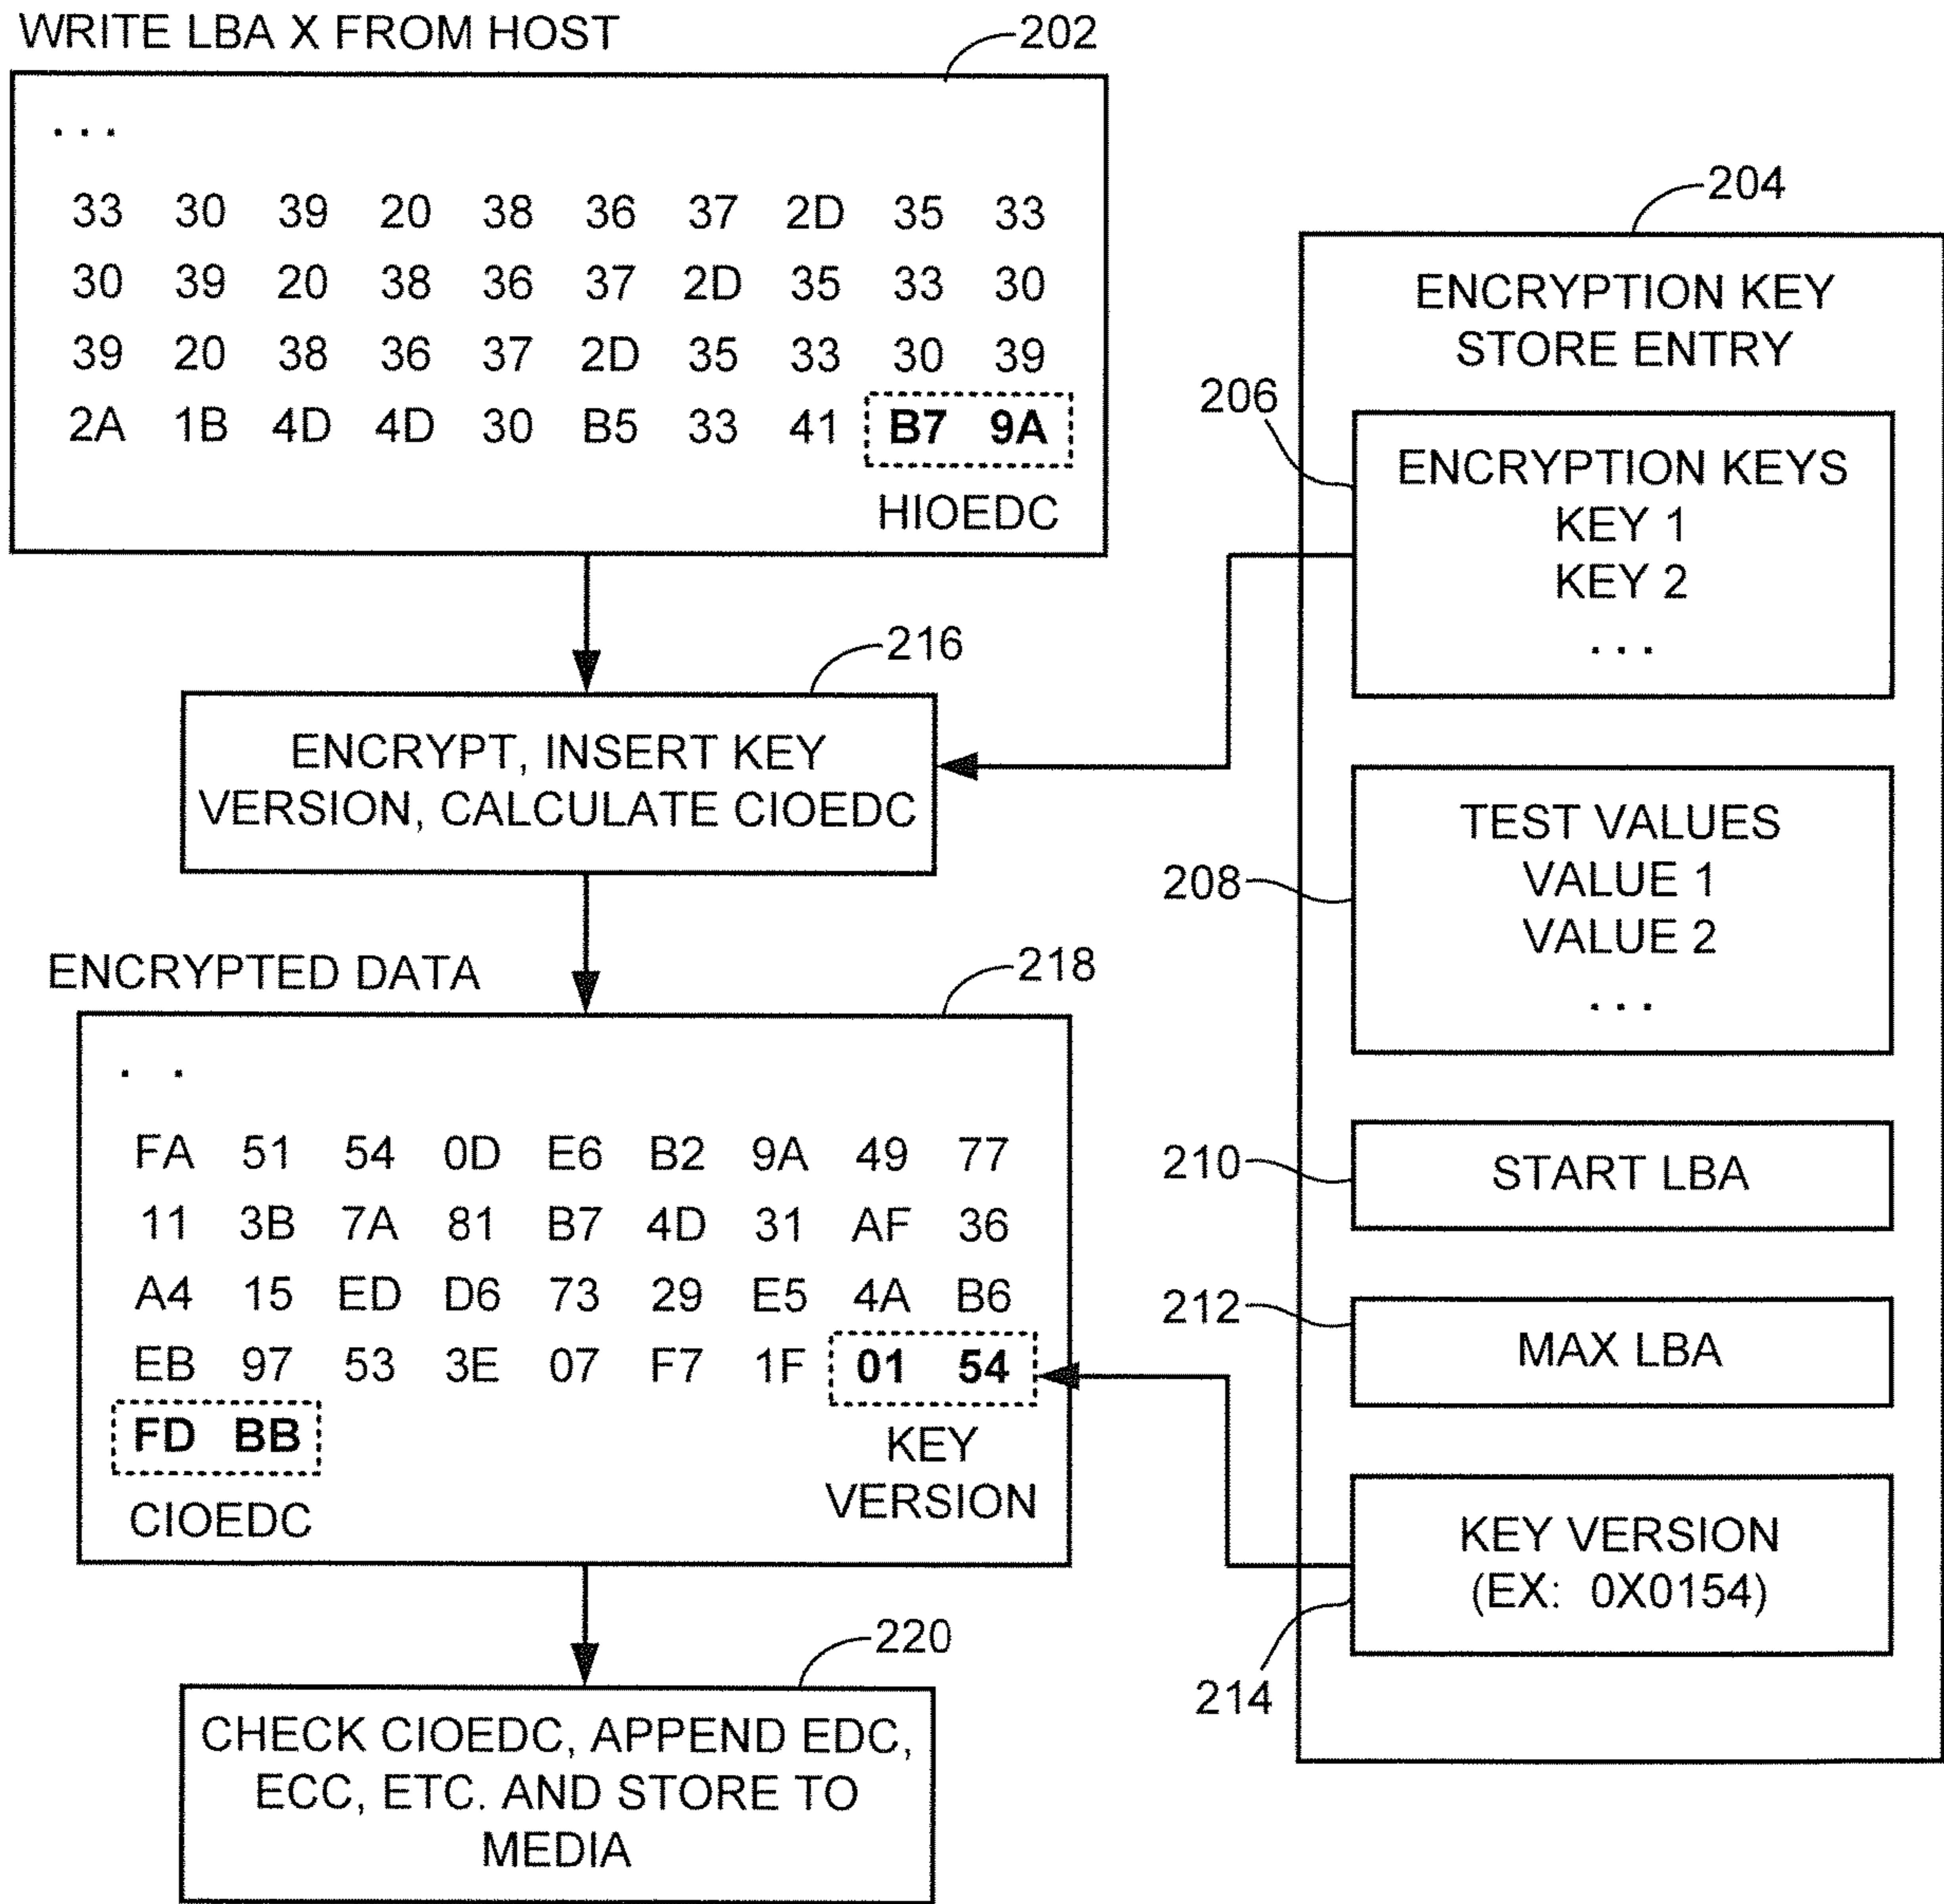 WRITE LBA X FROM HOST
202
...
33 30 39 20 38 36 37 2D 35 33
30 39 20 38 36 37 2D 35 33 30
39 20 38 36 37 2D 35 33 30 39
2A 1B 4D 4D 30 B5 33 41 B7 9A
HIOEDC
216
ENCRYPT, INSERT KEY
VERSION, CALCULATE CIOEDC
ENCRYPTED DATA
218
. .
FA 51 54 0D E6 B2 9A 49 77
11 3B 7A 81 B7 4D 31 AF 36
A4 15 ED D6 73 29 E5 4A B6
EB 97 53 3E 07 F7 1F 01 54
FD BB
CIOEDC
KEY
VERSION
220
CHECK CIOEDC, APPEND EDC,
ECC, ETC. AND STORE TO
MEDIA
204
ENCRYPTION KEY
STORE ENTRY
206
ENCRYPTION KEYS
KEY 1
KEY 2
...
208
TEST VALUES
VALUE 1
VALUE 2
...
210
START LBA
212
MAX LBA
214
KEY VERSION
(EX: 0X0154)